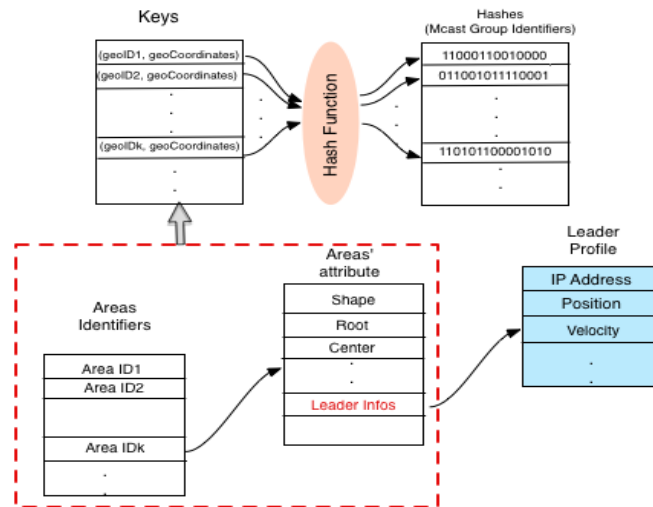 Keys
(geoID1, geoCoordinates)
(geoID2, geoCoordinates)
(geoIDk, geoCoordinates)
Hash Function
Hashes
(Mcast Group Identifiers)
11000110010000
011001011110001
110101100001010
Areas
Identifiers
Area ID1
Area ID2
Area IDk
Areas'
attribute
Shape
Root
Center
Leader Infos
Leader
Profile
IP Address
Position
Velocity